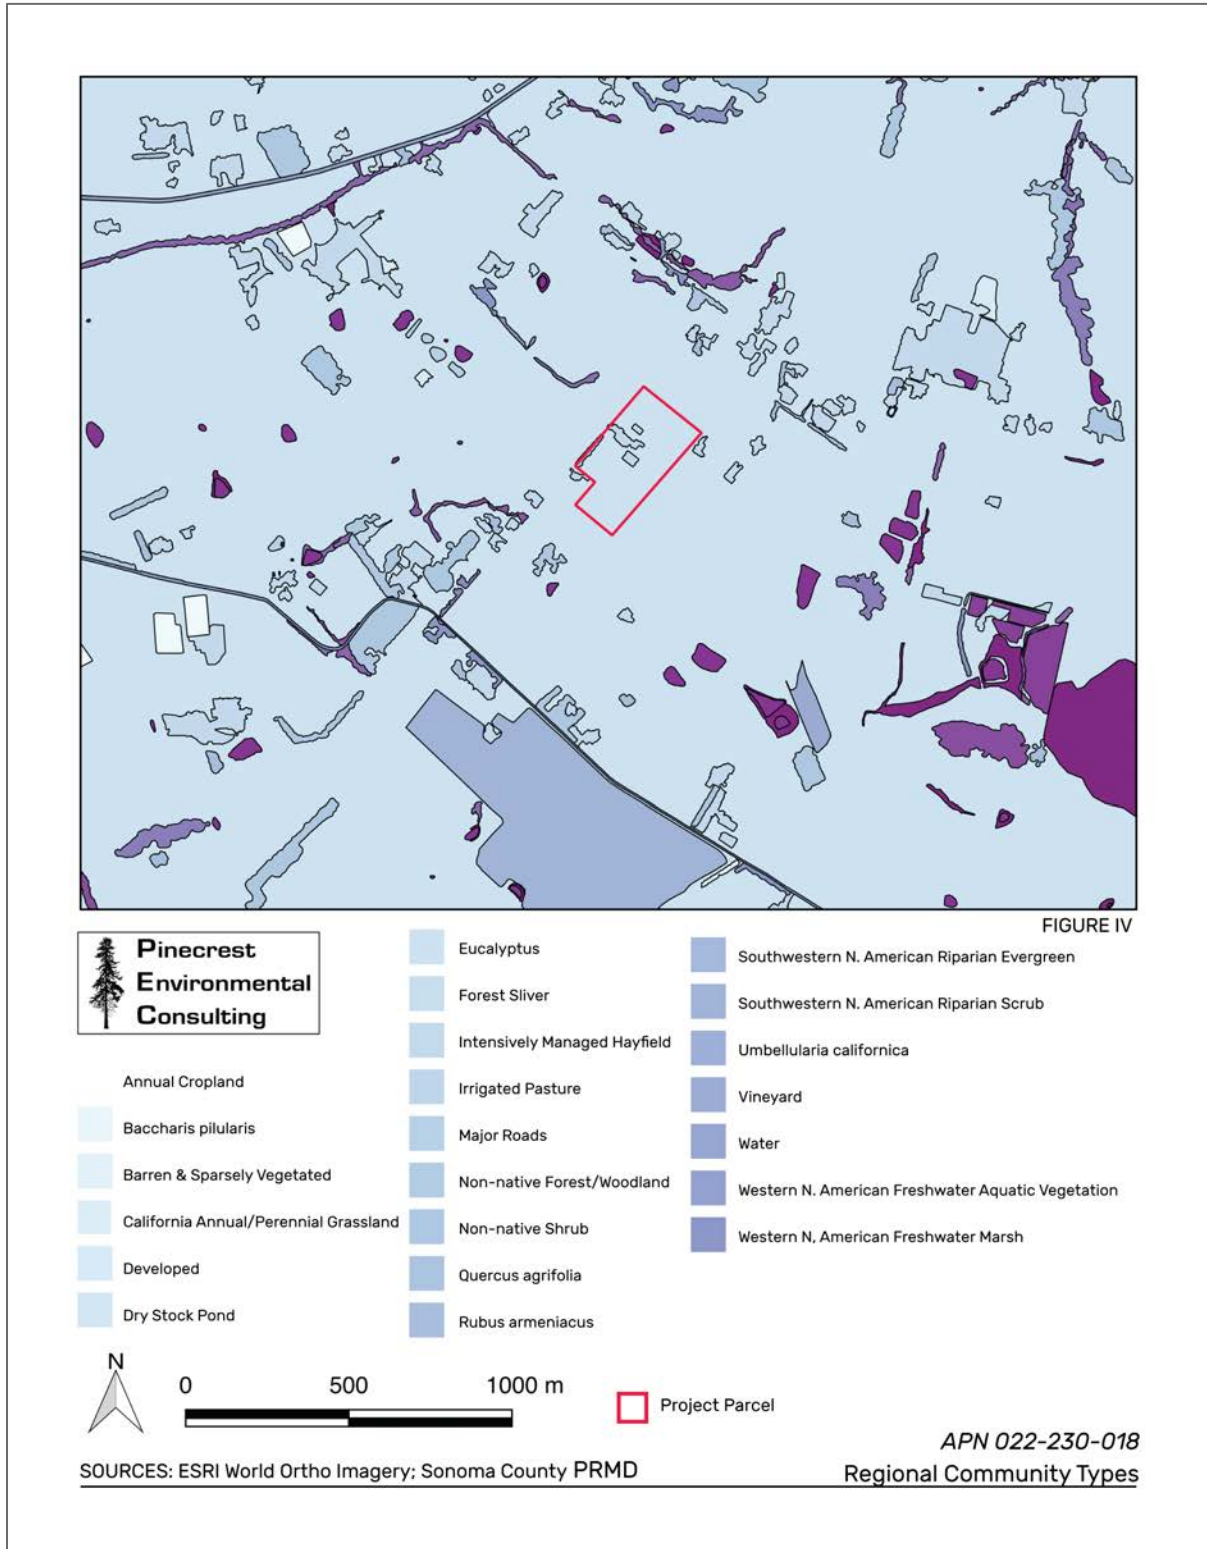 FIGURE IV
Pinecrest
Environmental
Consulting
Annual Cropland
Baccharis pilularis
Barren & Sparsely Vegetated
California Annual/Perennial Grassland
Developed
Dry Stock Pond
Eucalyptus
Forest Sliver
Intensively Managed Hayfield
Irrigated Pasture
Major Roads
Non-native Forest/Woodland
Non-native Shrub
Quercus agrifolia
Rubus armeniacus
Southwestern N. American Riparian Evergreen
Southwestern N. American Riparian Scrub
Umbellularia californica
Vineyard
Water
Western N. American Freshwater Aquatic Vegetation
Western N, American Freshwater Marsh
N
0 500 1000 m
Project Parcel
APN 022-230-018
SOURCES: ESRI World Ortho Imagery; Sonoma County PRMD
Regional Community Types